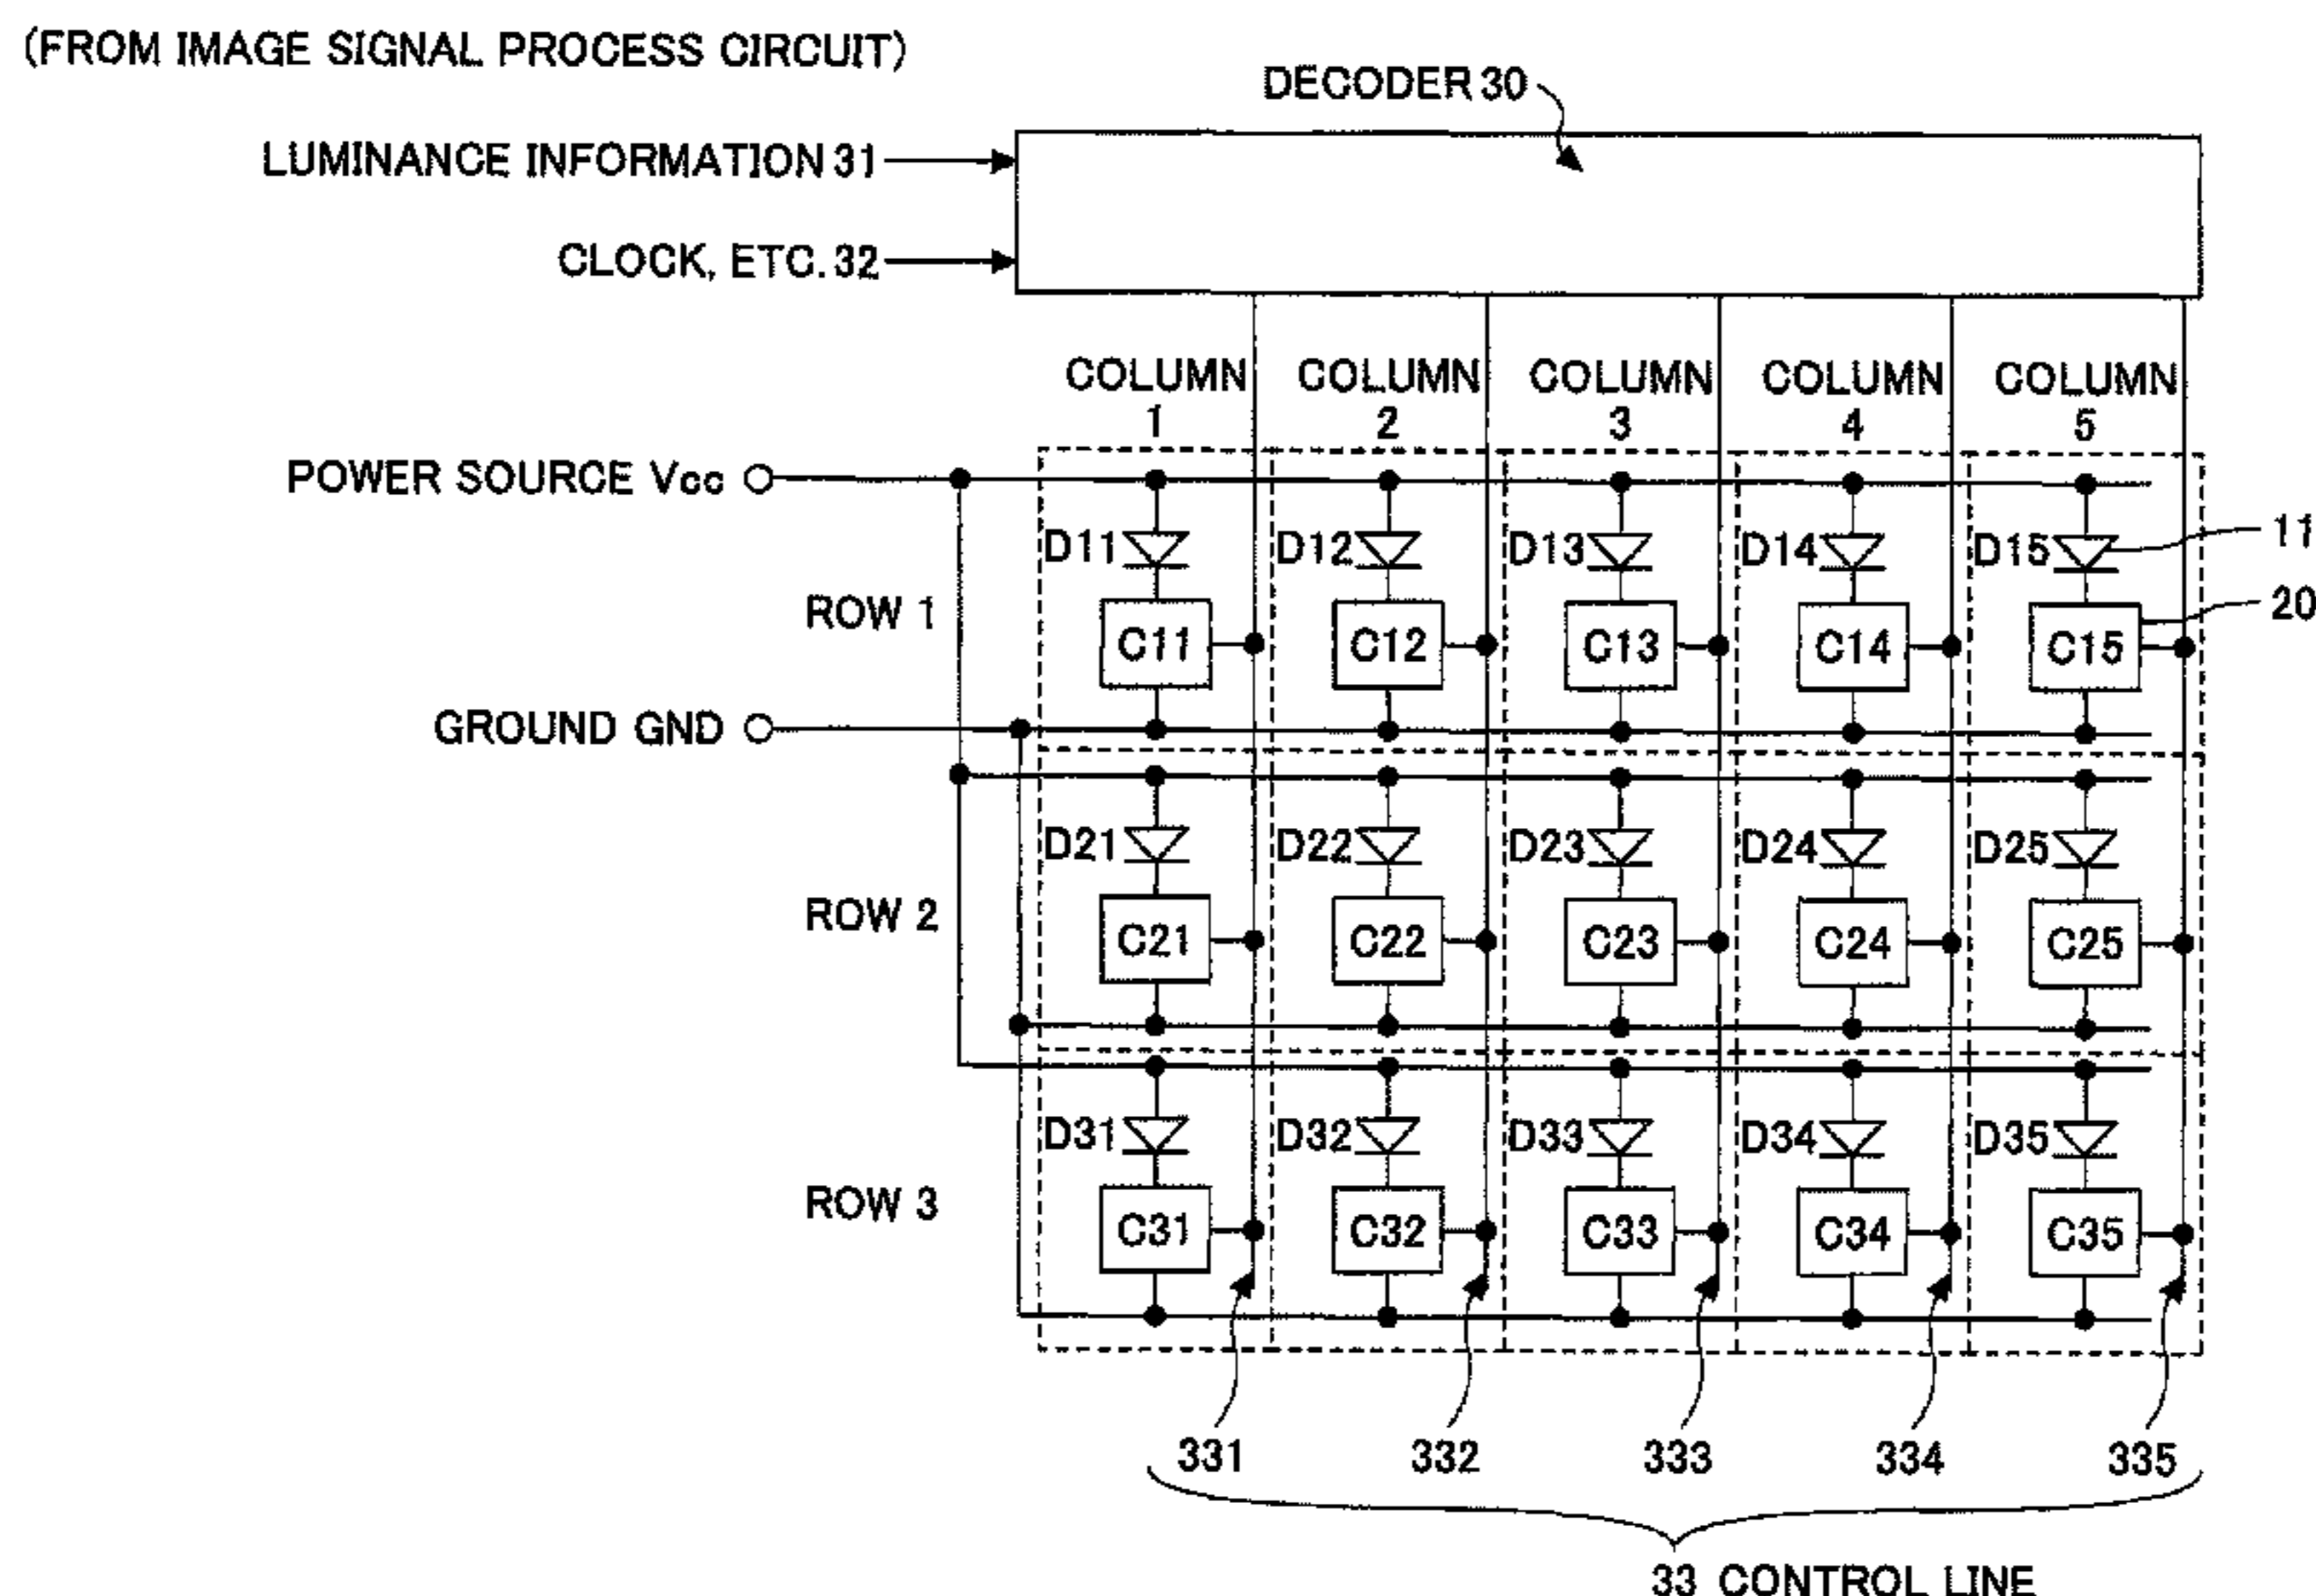 (FROM IMAGE SIGNAL PROCESS CIRCUIT)
DECODER 30
LUMINANCE INFORMATION 31
CLOCK, ETC. 32
COLUMN 1
COLUMN 2
COLUMN 3
COLUMN 4
COLUMN 5
POWER SOURCE Vcc
D11 D12 D13 D14 D15 11
ROW 1
C11 C12 C13 C14 C15 20
GROUND GND
D21 D22 D23 D24 D25
ROW 2
C21 C22 C23 C24 C25
D31 D32 D33 D34 D35
ROW 3
C31 C32 C33 C34 C35
331 332 333 334 335
33 CONTROL LINE